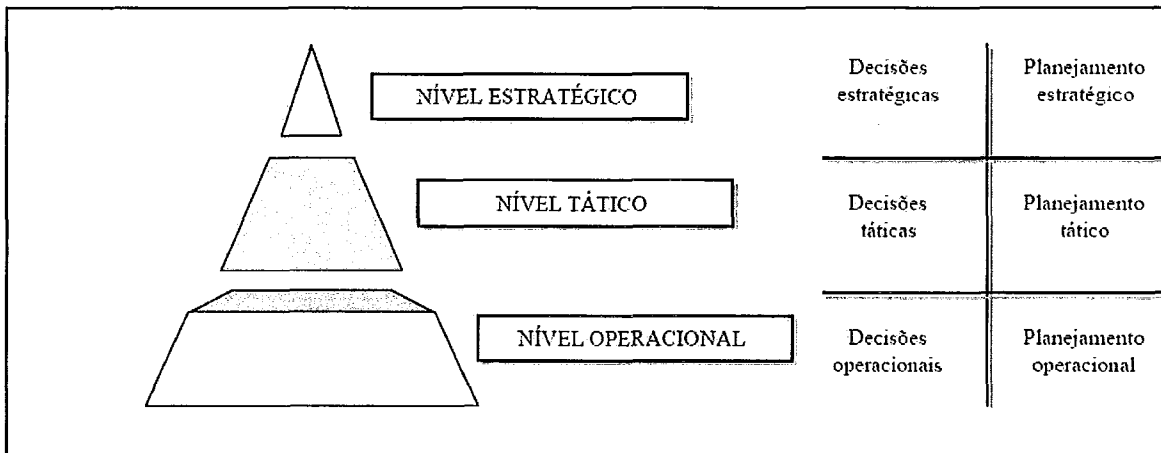 NÍVEL ESTRATÉGICO
Decisões
estratégicas
Planejamento
estratégico
NÍVEL TÁTICO
Decisões
táticas
Planejamento
tático
NÍVEL OPERACIONAL
Decisões
operacionais
Planejamento
operacional